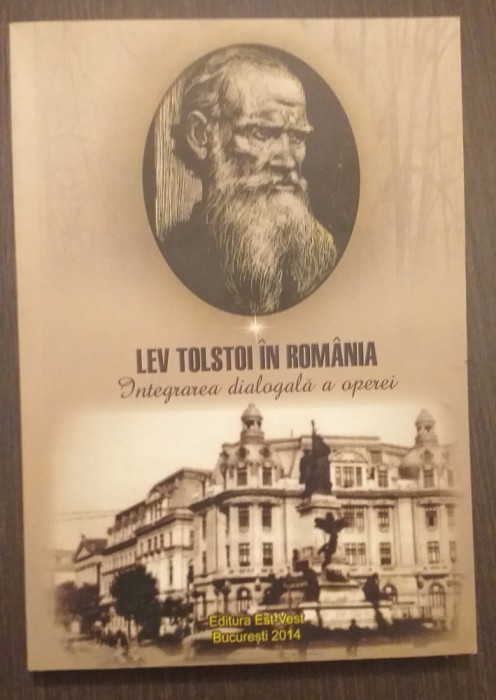 LEV TOLSTOI ÎN ROMÂNIA
Integrarea dialogală a operei
Editura Est-Vest
București 2014